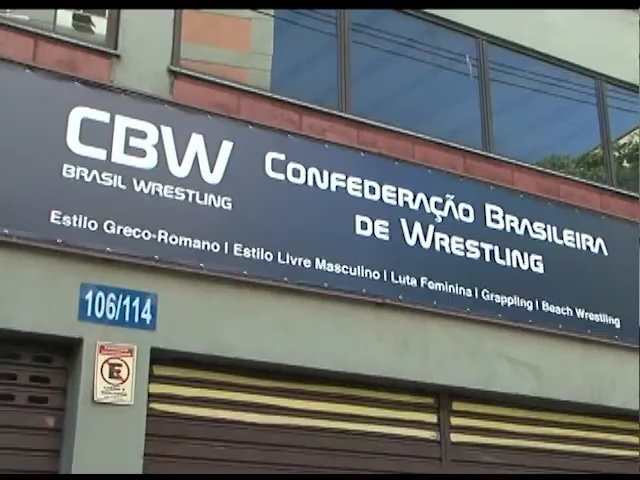 CBW
BRASIL WRESTLING
CONFEDERAÇÃO BRASILEIRA
DE WRESTLING
Estilo Greco-Romano | Estilo Livre Masculino | Luta Feminina | Grappling | Beach Wrestling
106/114
E